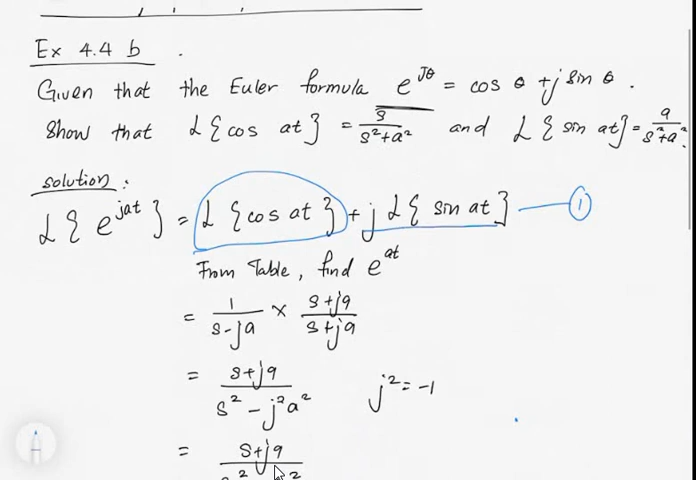 Ex 4.4 b
Given that the Euler formula e^{jθ} = cos θ + j sin θ.
Show that L{cos at} = s/(s²+a²) and L{sin at} = a/(s²+a²).
solution:
L{e^{jat}} = L{cos at} + j L{sin at} — ①
From Table, find e^{at}
= 1/(s-ja) × (s+ja)/(s+ja)
= (s+ja)/(s² - j²a²) j² = -1
= s+ja